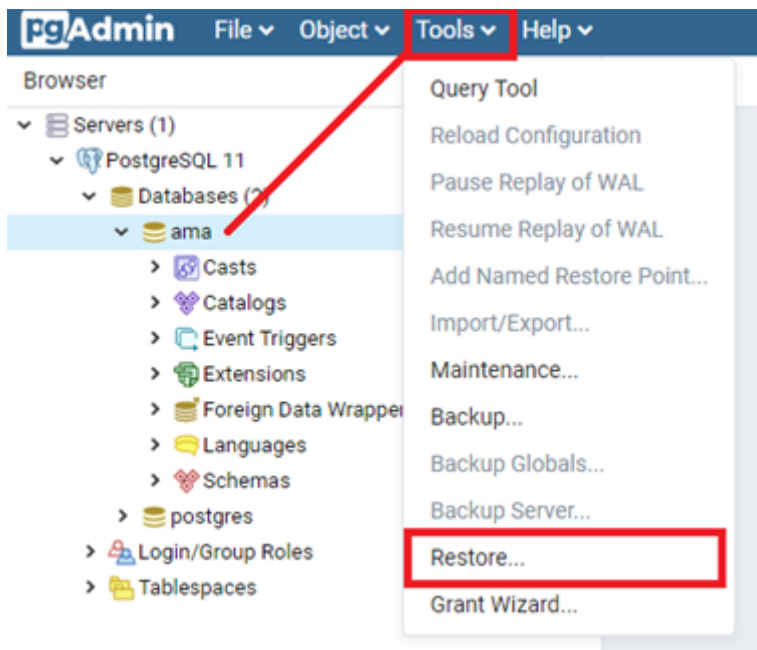 pgAdmin File Object Tools Help
Browser
Servers (1)
PostgreSQL 11
Databases (2)
ama
Casts
Catalogs
Event Triggers
Extensions
Foreign Data Wrapper
Languages
Schemas
postgres
Login/Group Roles
Tablespaces
Query Tool
Reload Configuration
Pause Replay of WAL
Resume Replay of WAL
Add Named Restore Point...
Import/Export...
Maintenance...
Backup...
Backup Globals...
Backup Server...
Restore...
Grant Wizard...